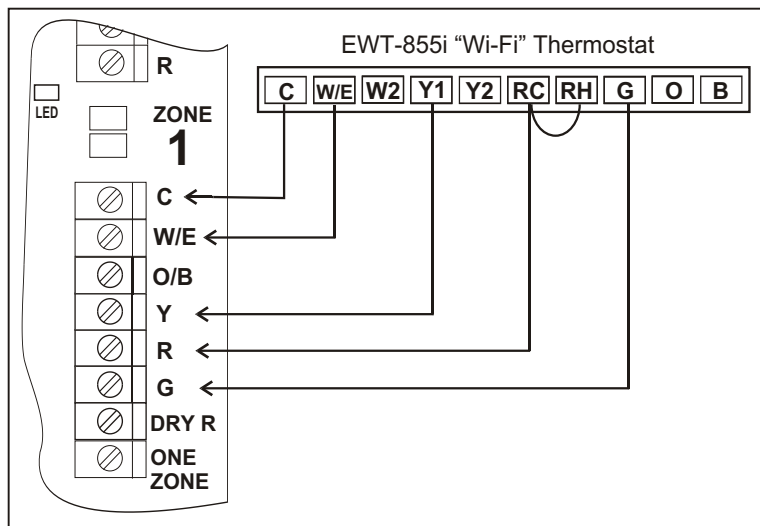 EWT-855i “Wi-Fi” Thermostat
C W/E W2 Y1 Y2 RC RH G O B
R
LED
ZONE
1
C
W/E
O/B
Y
R
G
DRY R
ONE
ZONE